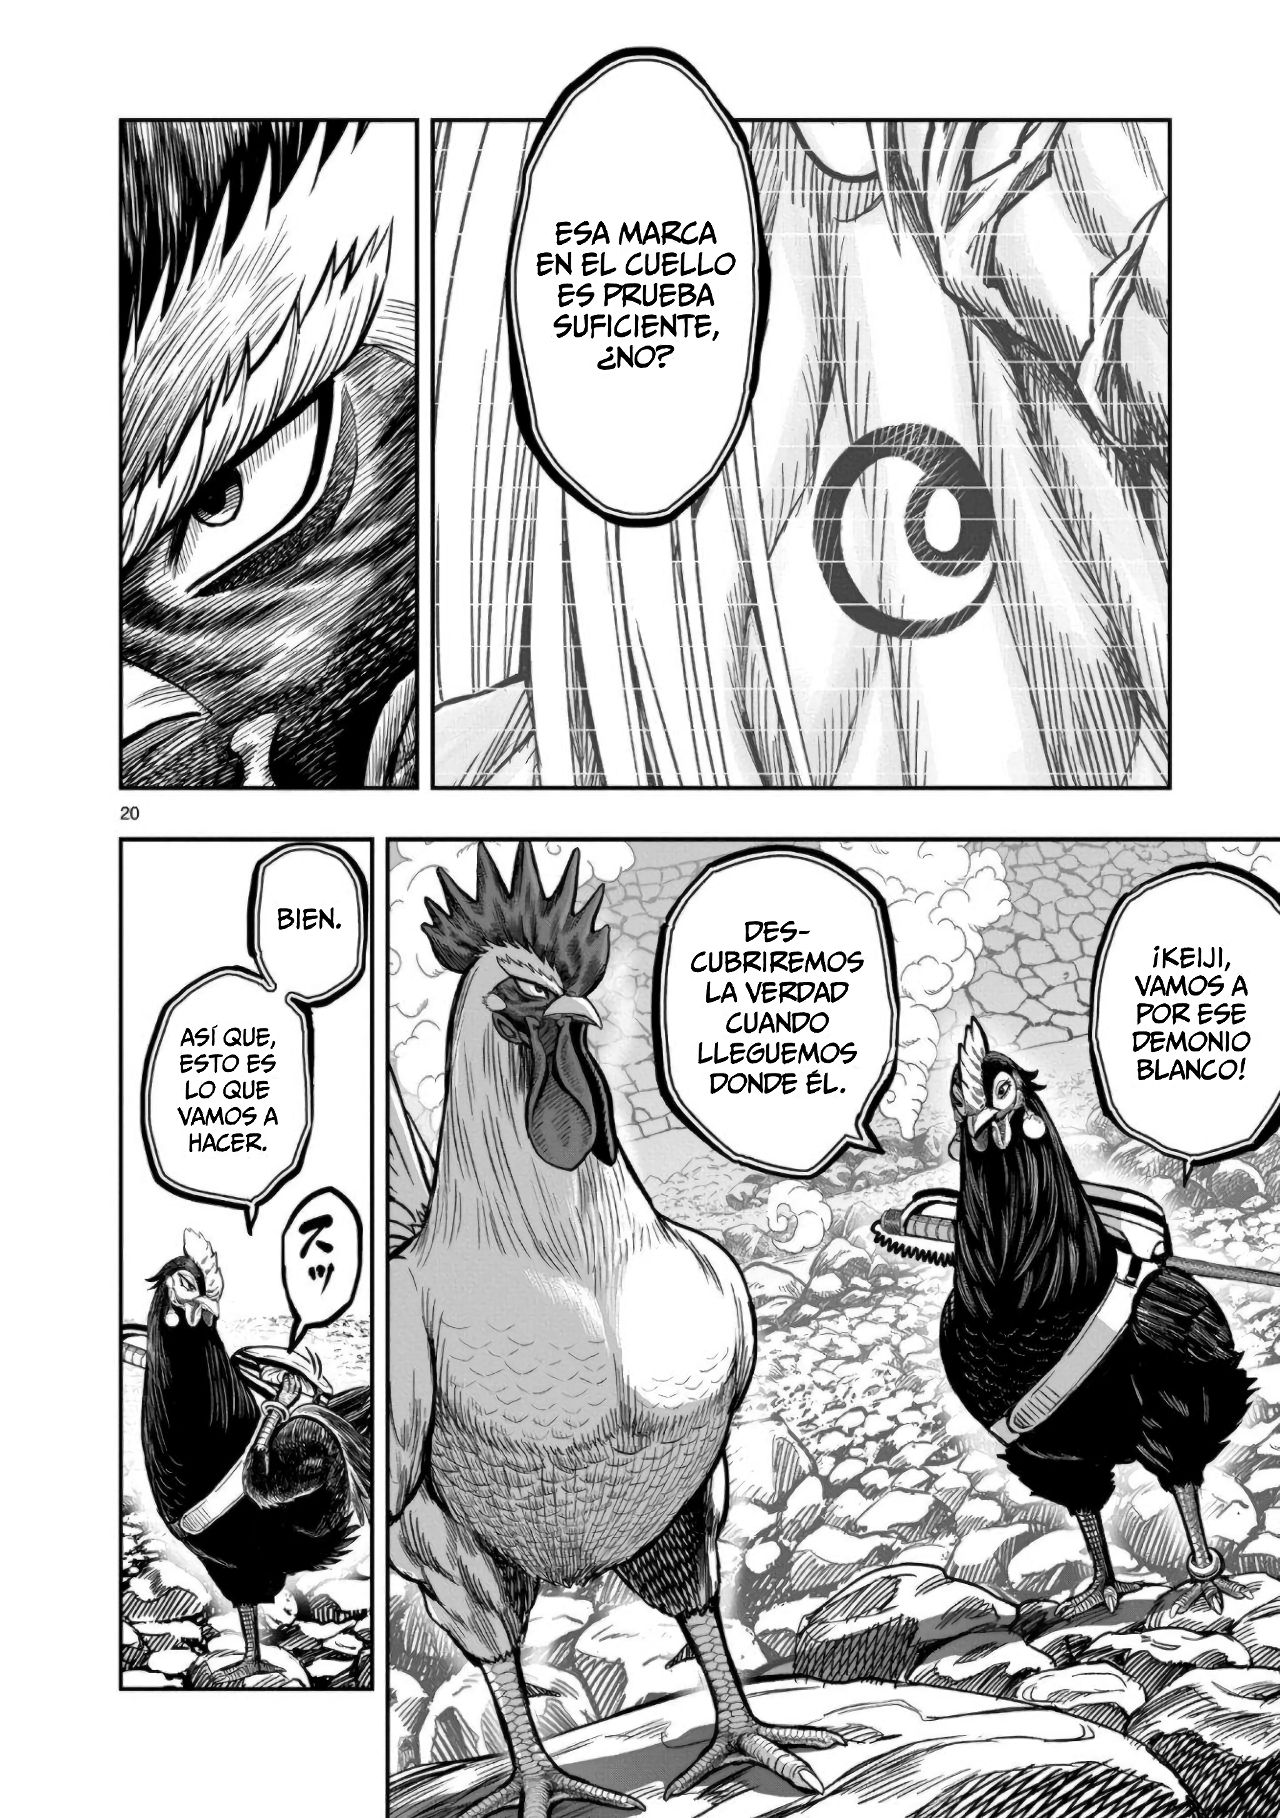 ESA MARCA
EN EL CUELLO
ES PRUEBA
SUFICIENTE,
¿NO?
20
¡KEIJI,
VAMOS A
POR ESE
DEMONIO
BLANCO!
DES-
CUBRIREMOS
LA VERDAD
CUANDO
LLEGUEMOS
DONDE ÉL.
BIEN.
ASÍ QUE,
ESTO ES
LO QUE
VAMOS A
HACER.
スッ